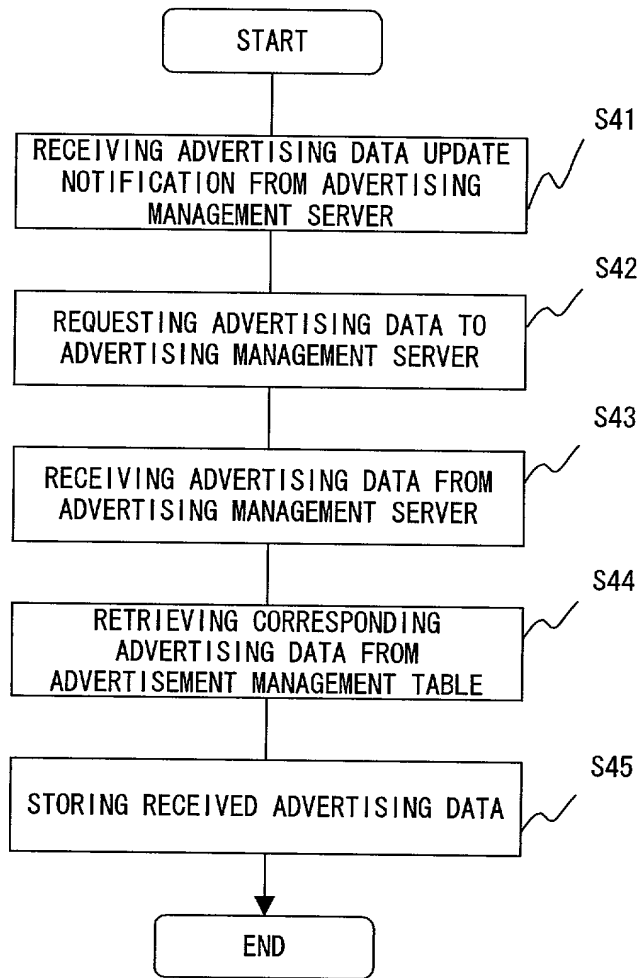 START
S41
RECEIVING ADVERTISING DATA UPDATE
NOTIFICATION FROM ADVERTISING
MANAGEMENT SERVER
S42
REQUESTING ADVERTISING DATA TO
ADVERTISING MANAGEMENT SERVER
S43
RECEIVING ADVERTISING DATA FROM
ADVERTISING MANAGEMENT SERVER
S44
RETRIEVING CORRESPONDING
ADVERTISING DATA FROM
ADVERTISEMENT MANAGEMENT TABLE
S45
STORING RECEIVED ADVERTISING DATA
END